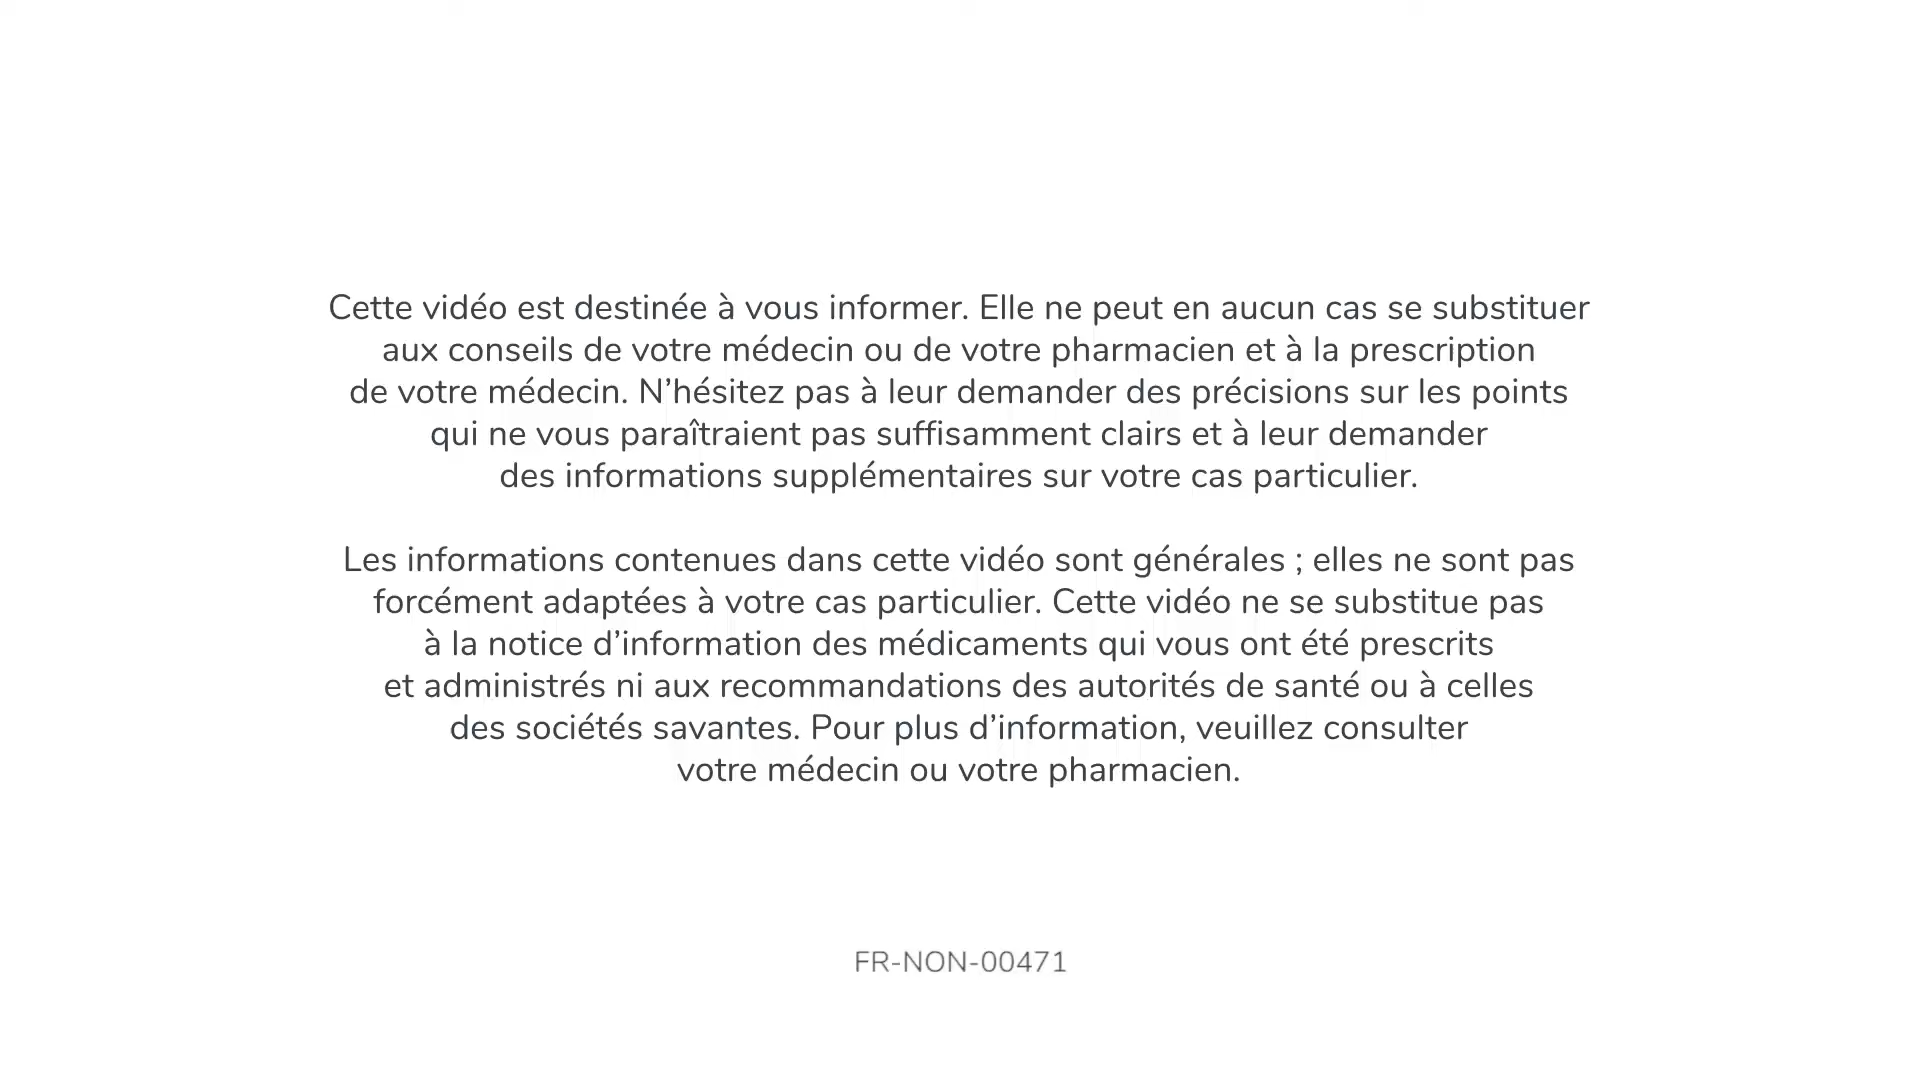 Cette vidéo est destinée à vous informer. Elle ne peut en aucun cas se substituer
aux conseils de votre médecin ou de votre pharmacien et à la prescription
de votre médecin. N’hésitez pas à leur demander des précisions sur les points
qui ne vous paraîtraient pas suffisamment clairs et à leur demander
des informations supplémentaires sur votre cas particulier.
Les informations contenues dans cette vidéo sont générales ; elles ne sont pas
forcément adaptées à votre cas particulier. Cette vidéo ne se substitue pas
à la notice d’information des médicaments qui vous ont été prescrits
et administrés ni aux recommandations des autorités de santé ou à celles
des sociétés savantes. Pour plus d’information, veuillez consulter
votre médecin ou votre pharmacien.
FR-NON-00471